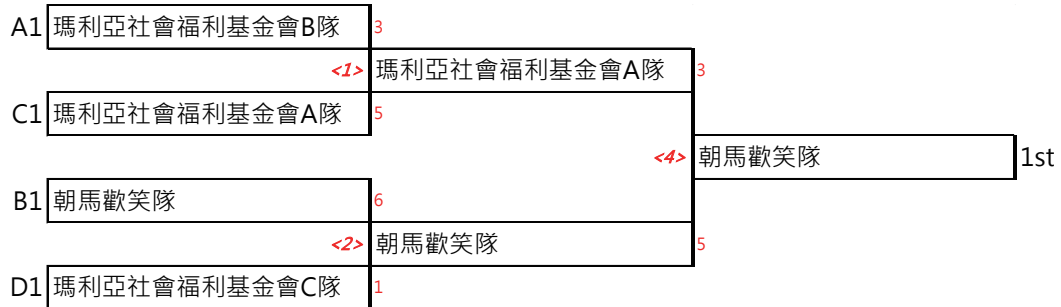 A1 瑪利亞社會福利基金會B隊 3
<1> 瑪利亞社會福利基金會A隊 3
C1 瑪利亞社會福利基金會A隊 5
<4> 朝馬歡笑隊 1st
B1 朝馬歡笑隊 6
<2> 朝馬歡笑隊 5
D1 瑪利亞社會福利基金會C隊 1